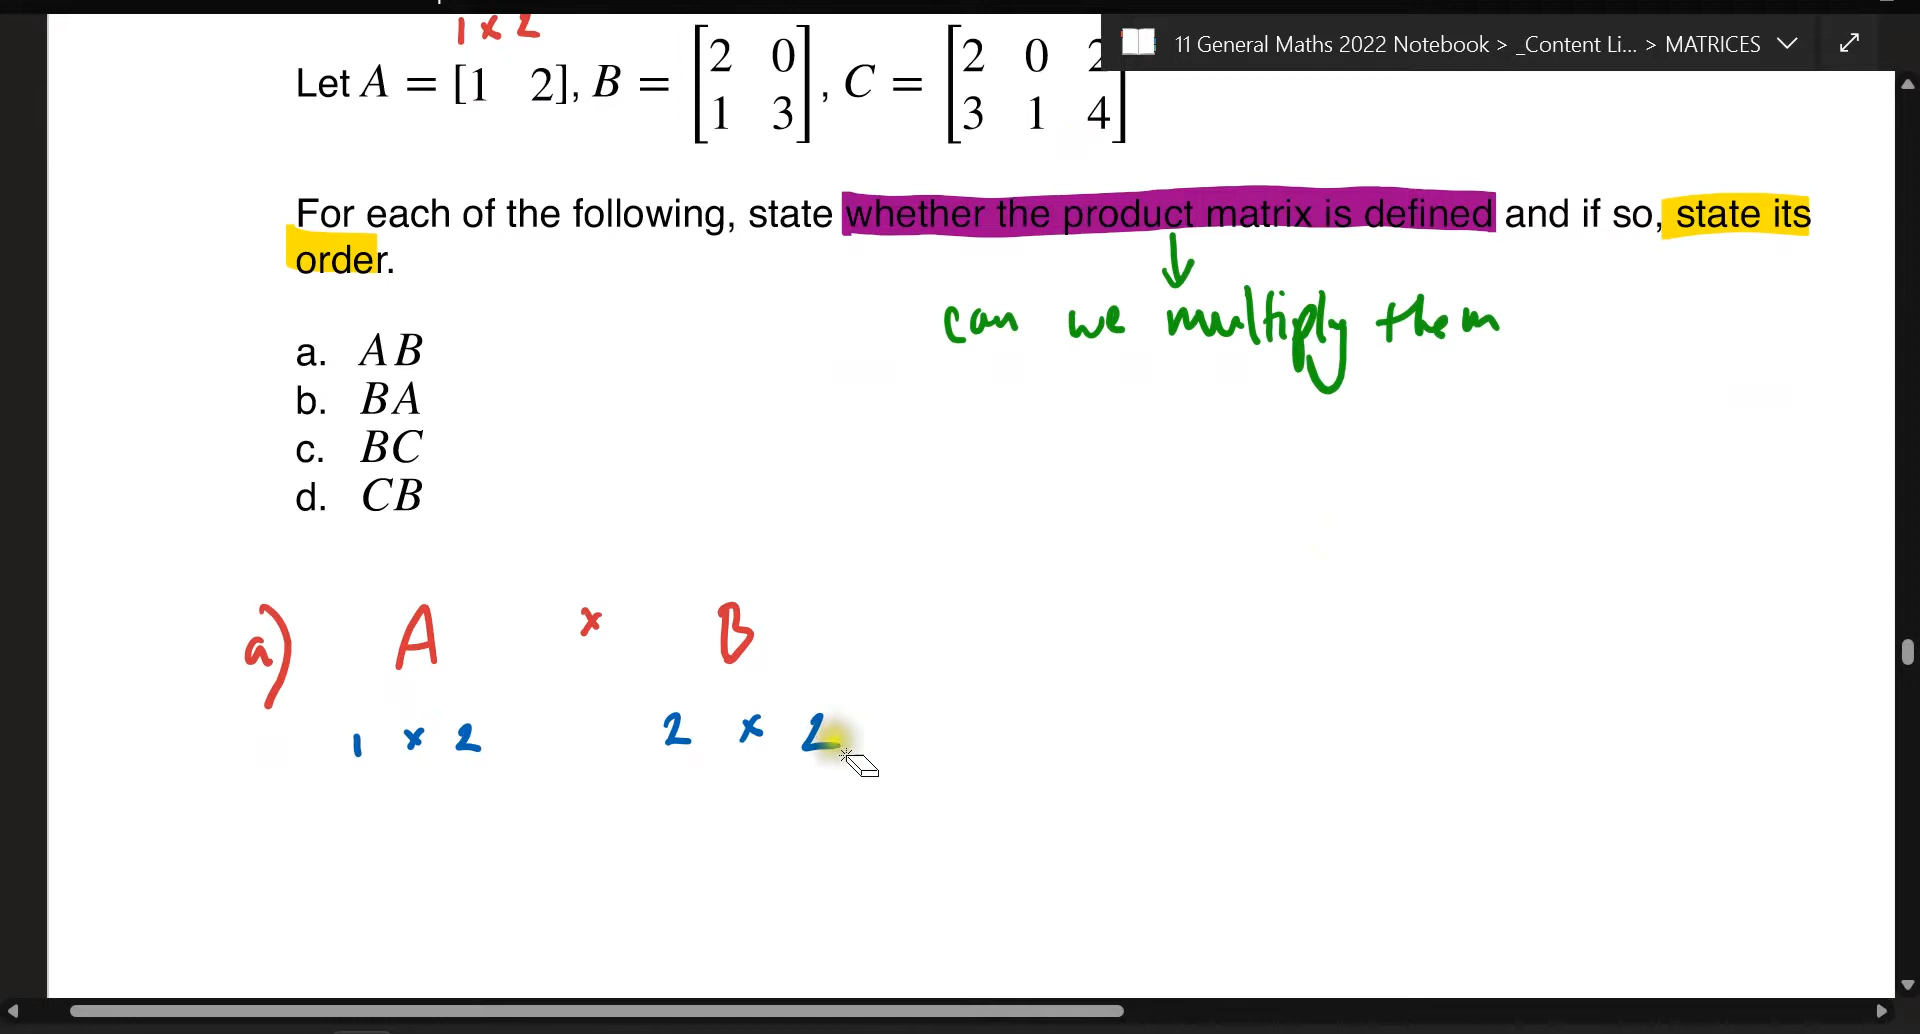 11 General Maths 2022 Notebook > _Content Li... > MATRICES
1 × 2
Let A = [1 2], B = [2 0 1 3], C = [2 0 2 3 1 4]
For each of the following, state whether the product matrix is defined and if so, state its
order.
can we multiply them
a. AB
b. BA
c. BC
d. CB
a) A × B
1 × 2 2 × 2